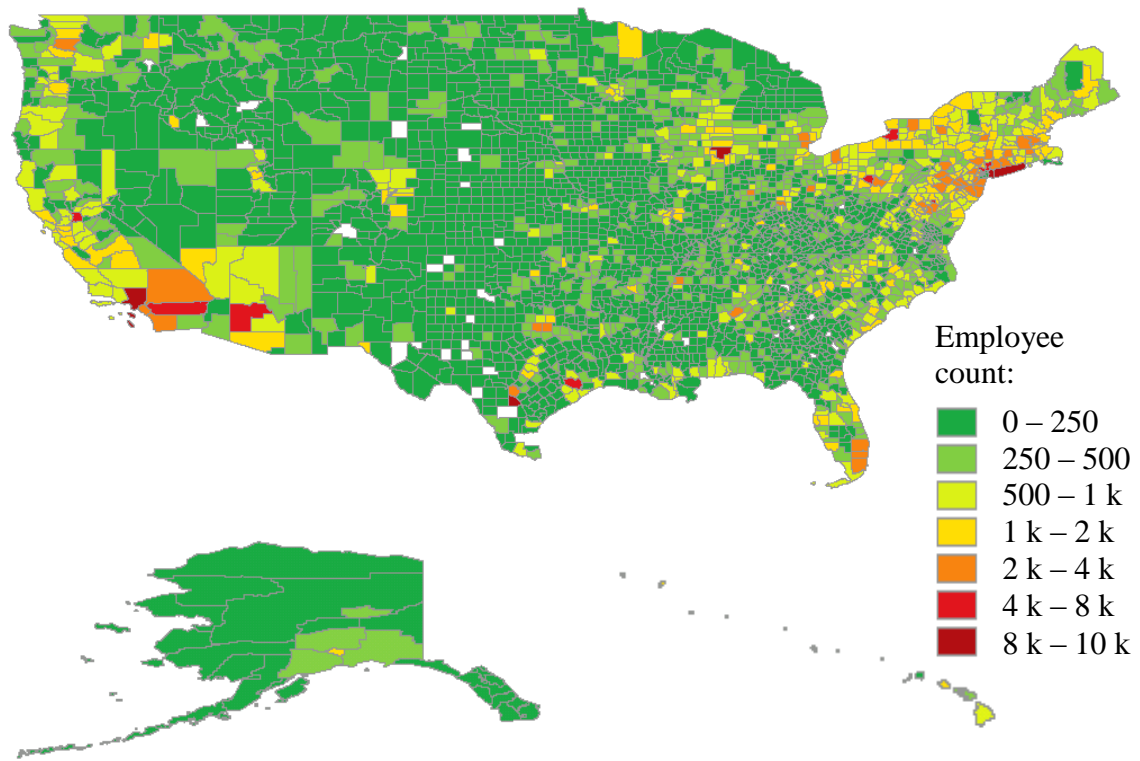 Employee
count:
0 – 250
250 – 500
500 – 1 k
1 k – 2 k
2 k – 4 k
4 k – 8 k
8 k – 10 k